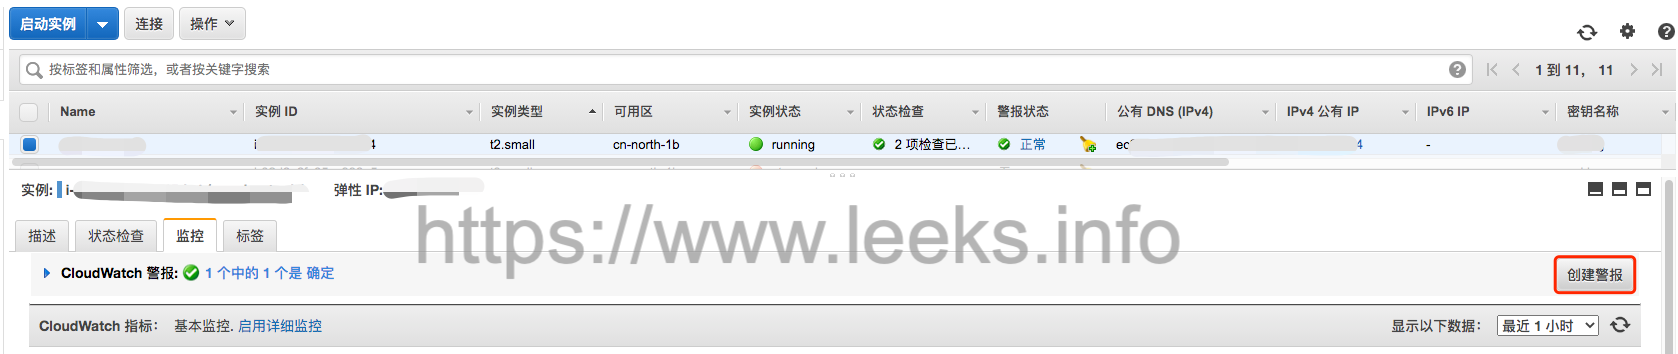 启动实例 连接 操作
按标签和属性筛选，或者按关键字搜索 1 到 11， 11
Name 实例 ID 实例类型 可用区 实例状态 状态检查 警报状态 公有 DNS (IPv4) IPv4 公有 IP IPv6 IP 密钥名称
i 4 t2.small cn-north-1b running 2 项检查已... 正常 ec 4 -
实例: i- 弹性 IP:
https://www.leeks.info
描述 状态检查 监控 标签
CloudWatch 警报: 1 个中的 1 个是 确定 创建警报
CloudWatch 指标: 基本监控. 启用详细监控 显示以下数据: 最近 1 小时